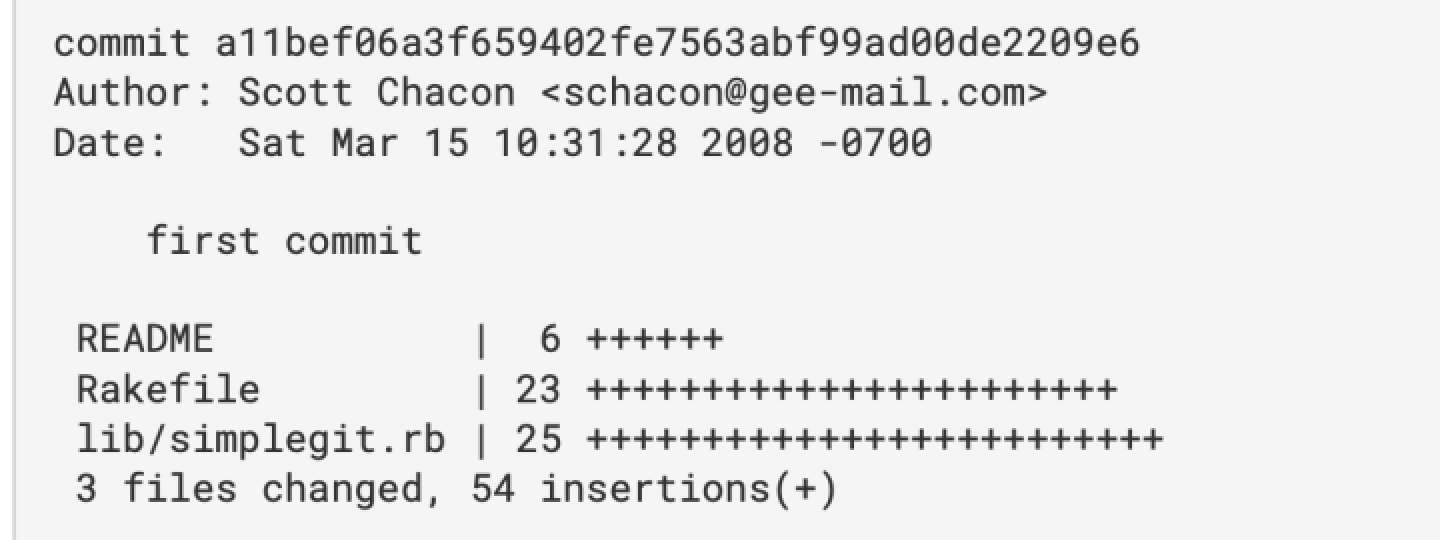 commit a11bef06a3f659402fe7563abf99ad00de2209e6
Author: Scott Chacon <schacon@gee-mail.com>
Date:   Sat Mar 15 10:31:28 2008 -0700

    first commit

 README           |  6 ++++++
 Rakefile         | 23 +++++++++++++++++++++++
 lib/simplegit.rb | 25 +++++++++++++++++++++++++
 3 files changed, 54 insertions(+)